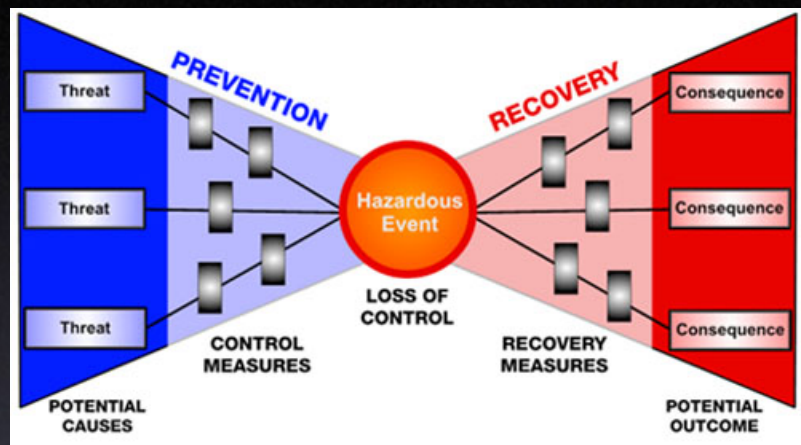 PREVENTION
RECOVERY
Threat
Threat
Threat
Hazardous
Event
Consequence
Consequence
Consequence
LOSS OF
CONTROL
CONTROL
MEASURES
RECOVERY
MEASURES
POTENTIAL
CAUSES
POTENTIAL
OUTCOME